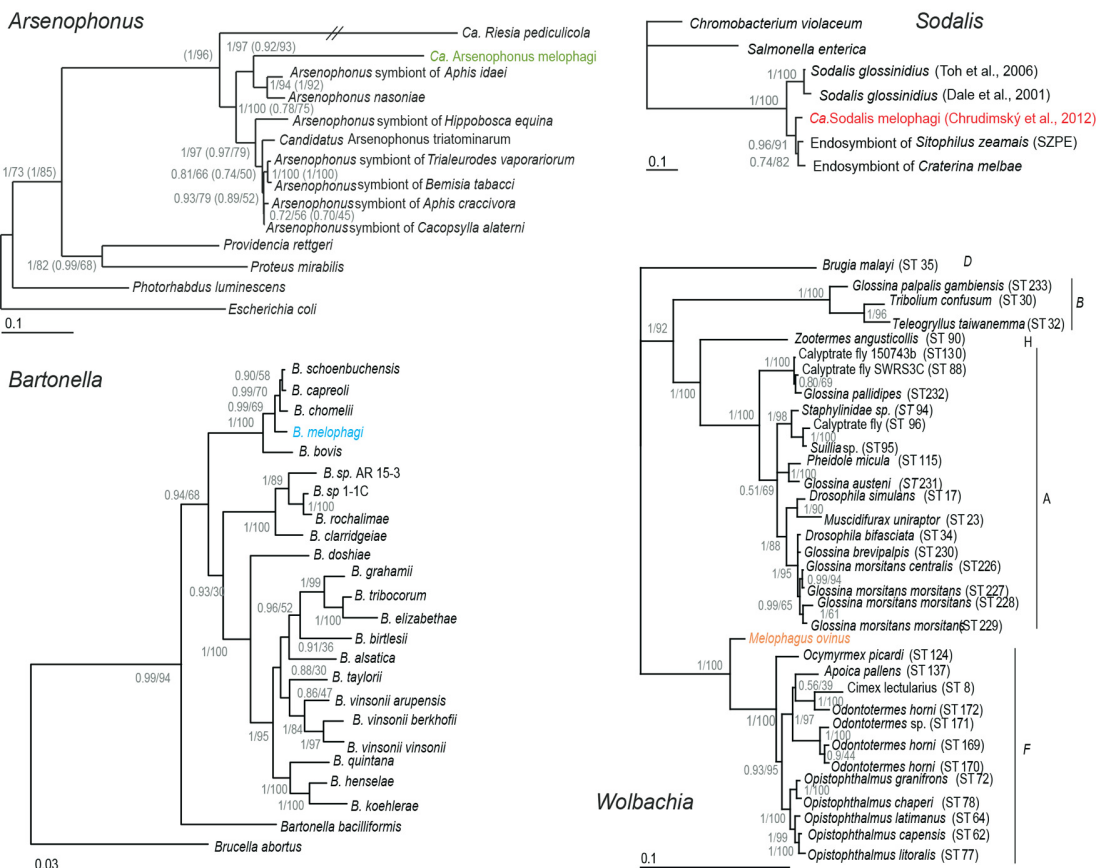 Arsenophonus
Ca. Riesia pediculicola
(1/96)
1/97 (0.92/93)
Ca. Arsenophonus melophagi
Arsenophonus symbiont of Aphis idaei
1/94 (1/92)
Arsenophonus nasoniae
1/100 (0.78/75)
Arsenophonus symbiont of Hippobosca equina
Candidatus Arsenophonus triatominarum
1/97 (0.97/79)
Arsenophonus symbiont of Trialeurodes vaporariorum
0.81/66 (0.74/50)
1/100 (1/100)
Arsenophonus symbiont of Bemisia tabacci
0.93/79 (0.89/52)
Arsenophonus symbiont of Aphis craccivora
0.72/56 (0.70/45)
Arsenophonus symbiont of Cacopsylla alaterni
1/73 (1/85)
Providencia rettgeri
1/82 (0.99/68)
Proteus mirabilis
Photorhabdus luminescens
Escherichia coli
0.1
Sodalis
Chromobacterium violaceum
Salmonella enterica
1/100
Sodalis glossinidius (Toh et al., 2006)
1/100
Sodalis glossinidius (Dale et al., 2001)
Ca.Sodalis melophagi (Chrudimský et al., 2012)
0.96/91
Endosymbiont of Sitophilus zeamais (SZPE)
0.74/82
Endosymbiont of Craterina melbae
0.1
Bartonella
B. schoenbuchensis
0.90/58
B. capreoli
0.99/70
B. chomelii
0.99/69
1/100
B. melophagi
B. bovis
B. sp. AR 15-3
1/89
B. sp 1-1C
0.94/68
1/100
B. rochalimae
1/100
B. clarridgeiae
B. doshiae
B. grahamii
1/99
0.93/30
B. tribocorum
0.96/52
1/100
B. elizabethae
B. birtlesii
0.91/36
1/100
B. alsatica
0.88/30
0.99/94
B. taylorii
0.86/47
B. vinsonii arupensis
B. vinsonii berkhofii
1/84
1/95
1/97
B. vinsonii vinsonii
B. quintana
B. henselae
1/100
1/100
B. koehlerae
Bartonella bacilliformis
Brucella abortus
0.03
Brugia malayi (ST 35)
D
Glossina palpalis gambiensis (ST 233)
1/100
Tribolium confusum (ST 30)
B
1/96
Teleogryllus taiwanemma (ST 32)
1/92
Zootermes angusticollis (ST 90)
H
Calyptrate fly 150743b (ST130)
1/100
Calyptrate fly SWRS3C (ST 88)
0.80/69
1/100
Glossina pallidipes (ST232)
1/100
Staphylinidae sp. (ST 94)
1/98
Calyptrate fly (ST 96)
1/100
Suillia sp. (ST95)
Pheidole micula (ST 115)
1/100
Glossina austeni (ST231)
0.51/69
Drosophila simulans (ST 17)
A
1/90
Muscidifurax uniraptor (ST 23)
Drosophila bifasciata (ST 34)
1/88
Glossina brevipalpis (ST 230)
Glossina morsitans centralis (ST226)
1/95
0.99/94
Glossina morsitans morsitans (ST 227)
Glossina morsitans morsitans (ST 228)
0.99/65
1/61
Glossina morsitans morsitans (ST 229)
Melophagus ovinus
1/100
Ocymyrmex picardi (ST 124)
Apoica pallens (ST 137)
0.56/39
Cimex lectularius (ST 8)
1/100
Odontotermes horni (ST 172)
1/100
1/97
Odontotermes sp. (ST 171)
1/100
Odontotermes horni (ST 169)
0.9/44
F
Odontotermes horni (ST 170)
0.93/95
Opistophthalmus granifrons (ST 72)
1/100
Opistophthalmus chaperi (ST 78)
Opistophthalmus latimanus (ST 64)
1/100
Opistophthalmus capensis (ST 62)
1/99
Opistophthalmus litoralis (ST 77)
1/100
Wolbachia
0.1